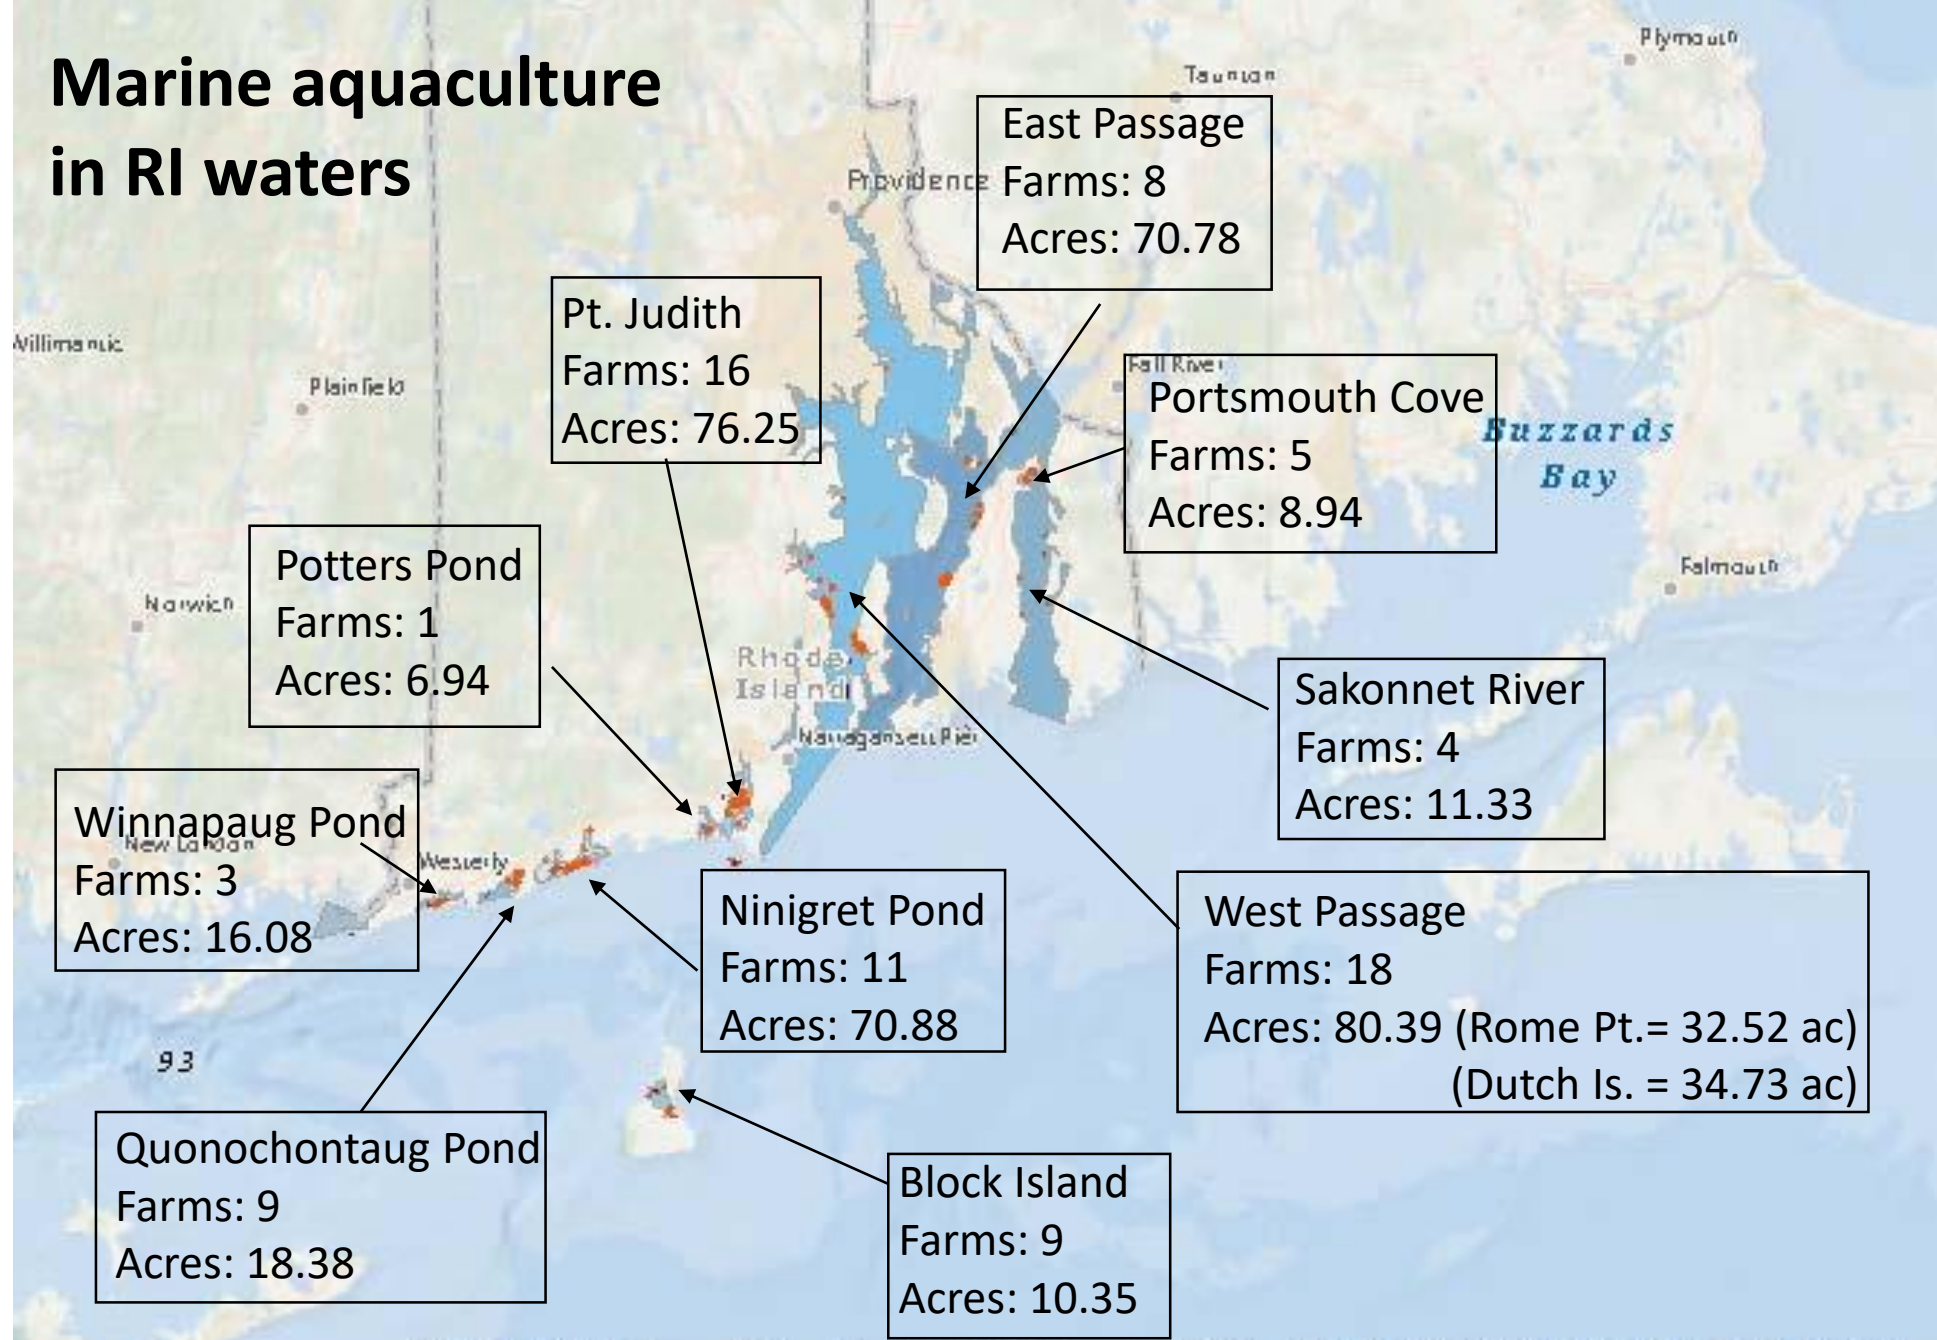 Marine aquaculture
in RI waters
Plymouth
Taunton
East Passage
Farms: 8
Acres: 70.78
Providence
Pt. Judith
Farms: 16
Acres: 76.25
Willimantic
Plainfield
Fall River
Portsmouth Cove
Farms: 5
Acres: 8.94
Buzzards
Bay
Potters Pond
Farms: 1
Acres: 6.94
Norwich
Falmouth
Rhode
Island
Sakonnet River
Farms: 4
Acres: 11.33
Narragansett Pier
Winnapaug Pond
Farms: 3
Acres: 16.08
New London
Westerly
Ninigret Pond
Farms: 11
Acres: 70.88
West Passage
Farms: 18
Acres: 80.39 (Rome Pt.= 32.52 ac)
(Dutch Is. = 34.73 ac)
93
Quonochontaug Pond
Farms: 9
Acres: 18.38
Block Island
Farms: 9
Acres: 10.35